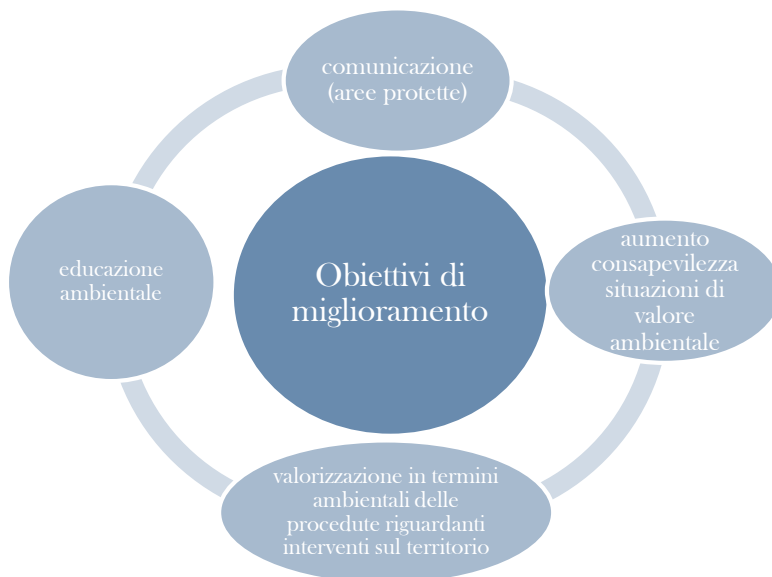 comunicazione
(aree protette)
Obiettivi di
miglioramento
aumento
consapevilezza
situazioni di
valore
ambientale
valorizzazione in termini
ambientali delle
procedute riguardanti
interventi sul territorio
educazione
ambientale